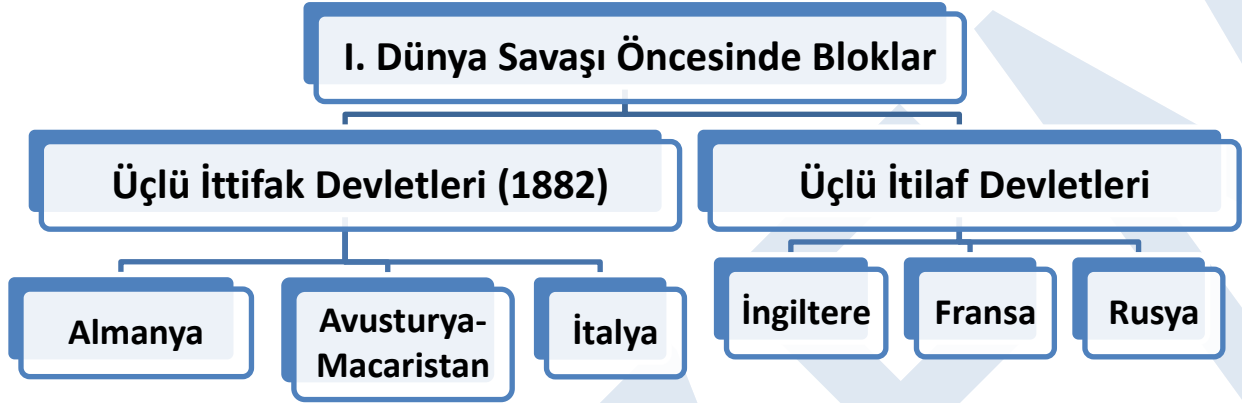 I. Dünya Savaşı Öncesinde Bloklar
Üçlü İttifak Devletleri (1882)
Üçlü İtilaf Devletleri
Almanya
Avusturya-
Macaristan
İtalya
İngiltere
Fransa
Rusya